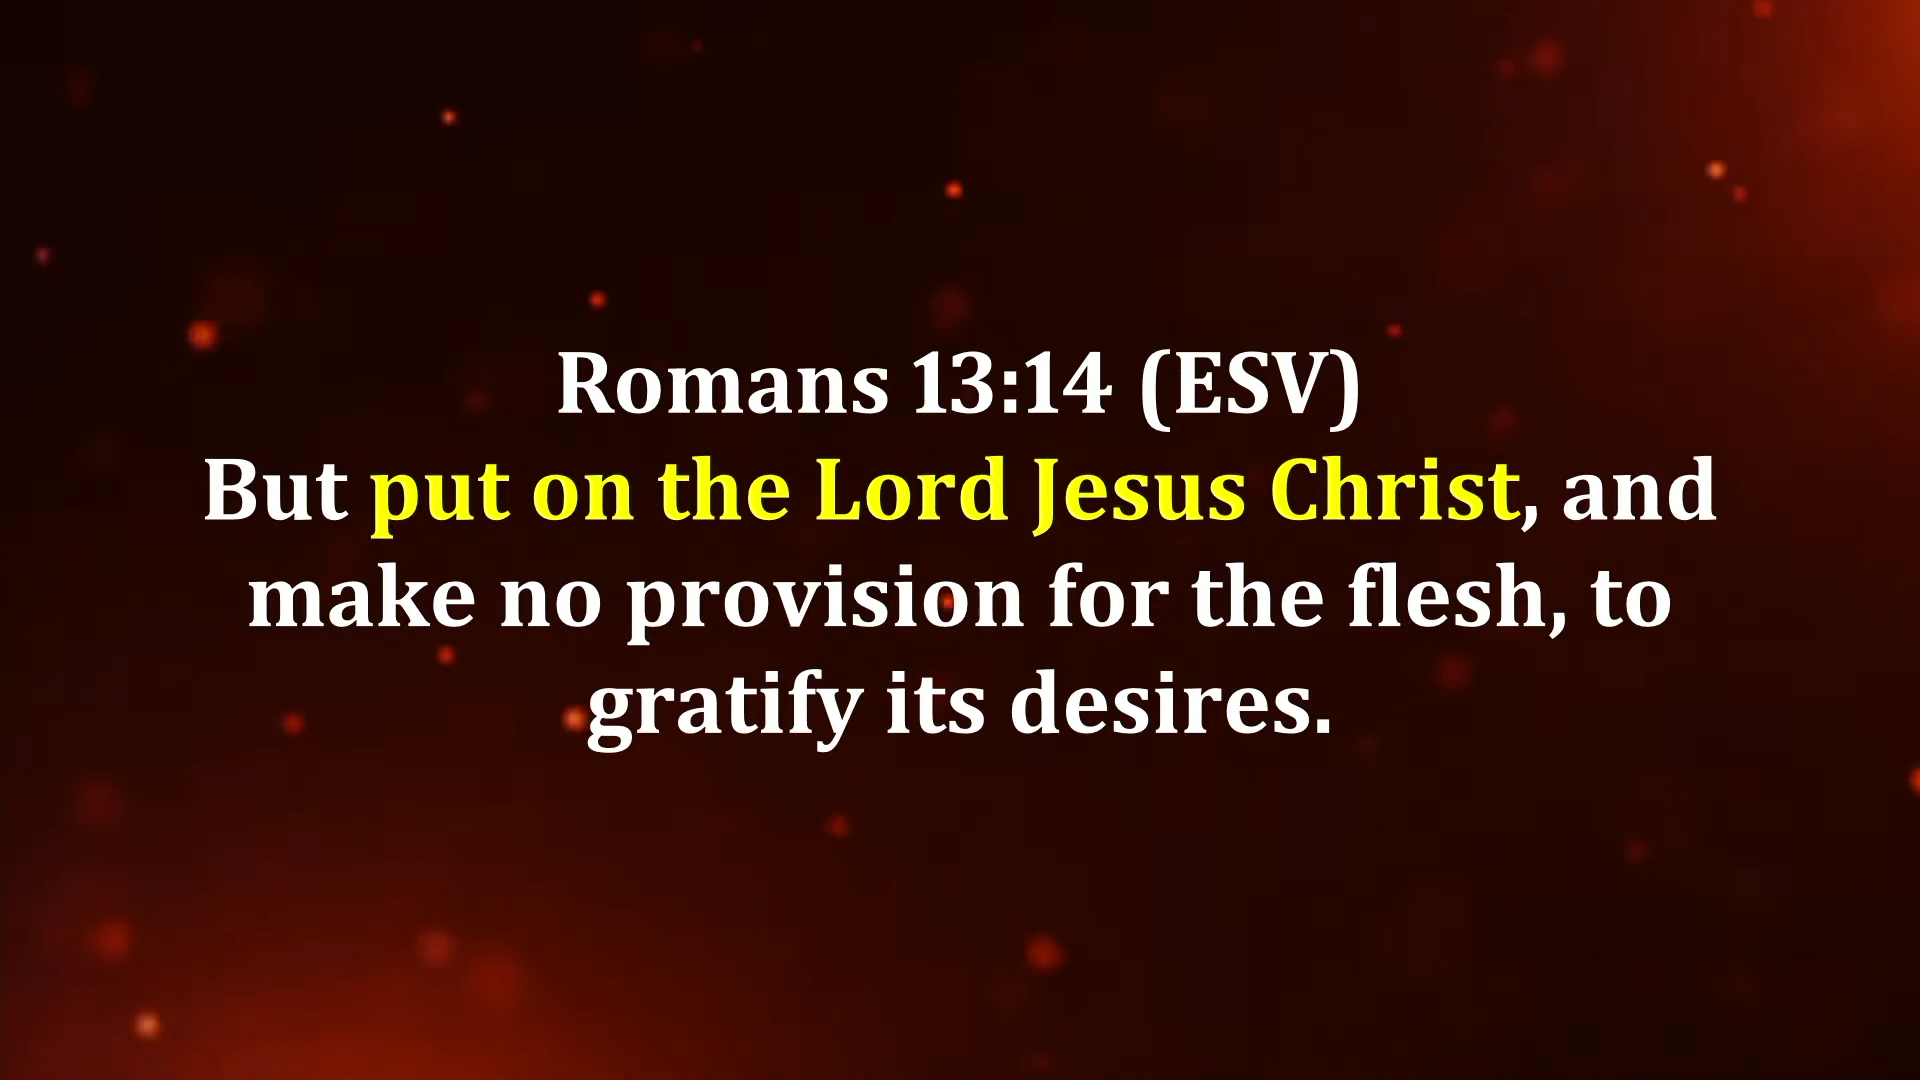 Romans 13:14 (ESV)
But put on the Lord Jesus Christ, and
make no provision for the flesh, to
gratify its desires.